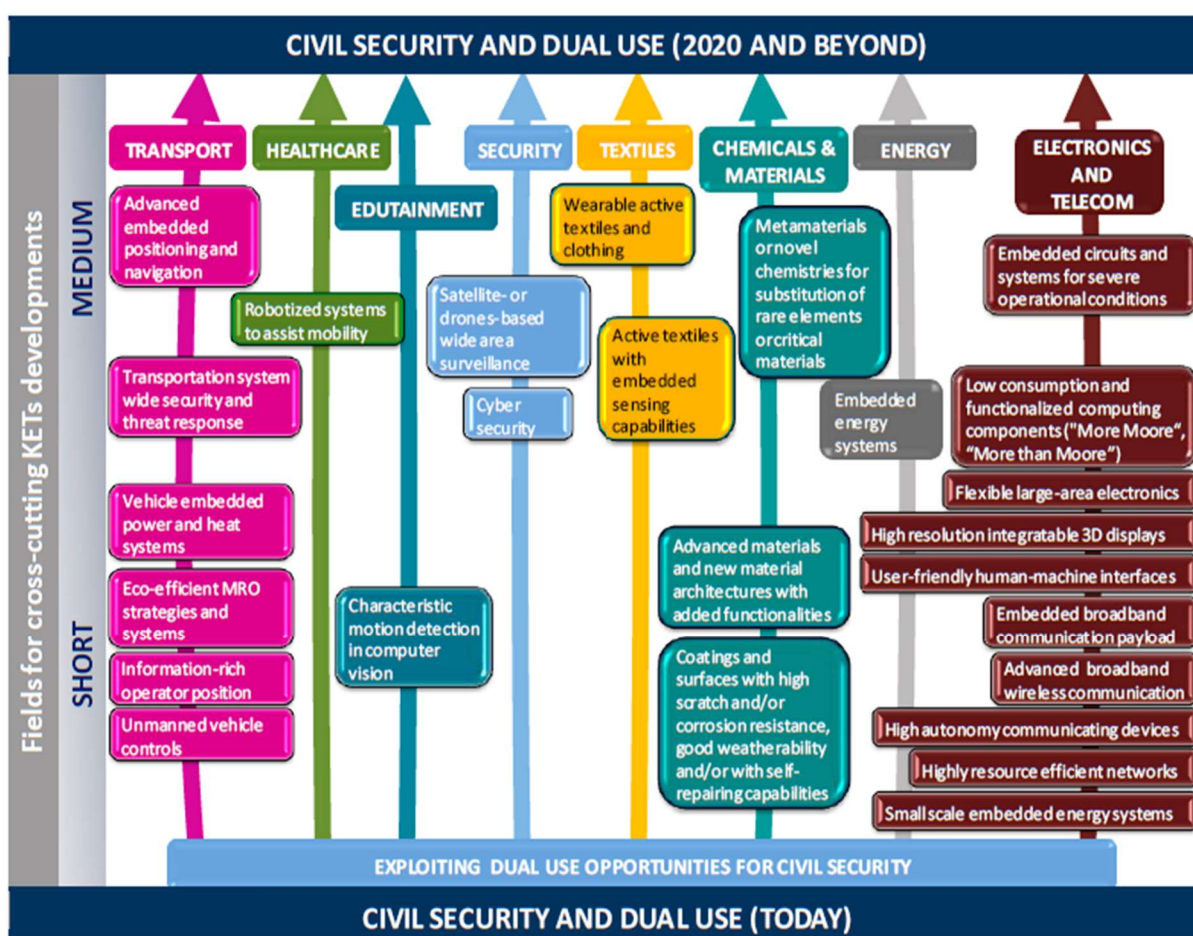 CIVIL SECURITY AND DUAL USE (2020 AND BEYOND)
Fields for cross-cutting KETs developments
MEDIUM
SHORT
TRANSPORT
Advanced
embedded
positioning and
navigation
Transportation system
wide security and
threat response
Vehicle embedded
power and heat
systems
Eco-efficient MRO
strategies and
systems
Information-rich
operator position
Unmanned vehicle
controls
HEALTHCARE
Robotized systems
to assist mobility
EDUTAINMENT
Characteristic
motion detection
in computer
vision
SECURITY
Satellite- or
drones-based
wide area
surveillance
Cyber
security
TEXTILES
Wearable active
textiles and
clothing
Active textiles
with
embedded
sensing
capabilities
CHEMICALS &
MATERIALS
Metamaterials
or novel
chemistries for
substitution of
rare elements
or critical
materials
Advanced materials
and new material
architectures with
added functionalities
Coatings and
surfaces with high
scratch and/or
corrosion resistance,
good weatherability
and/or with self-
repairing capabilities
ENERGY
Embedded
energy
systems
ELECTRONICS
AND
TELECOM
Embedded circuits and
systems for severe
operational conditions
Low consumption and
functionalized computing
components ("More Moore“,
“More than Moore”)
Flexible large-area electronics
High resolution integratable 3D displays
User-friendly human-machine interfaces
Embedded broadband
communication payload
Advanced broadband
wireless communication
High autonomy communicating devices
Highly resource efficient networks
Small scale embedded energy systems
EXPLOITING DUAL USE OPPORTUNITIES FOR CIVIL SECURITY
CIVIL SECURITY AND DUAL USE (TODAY)